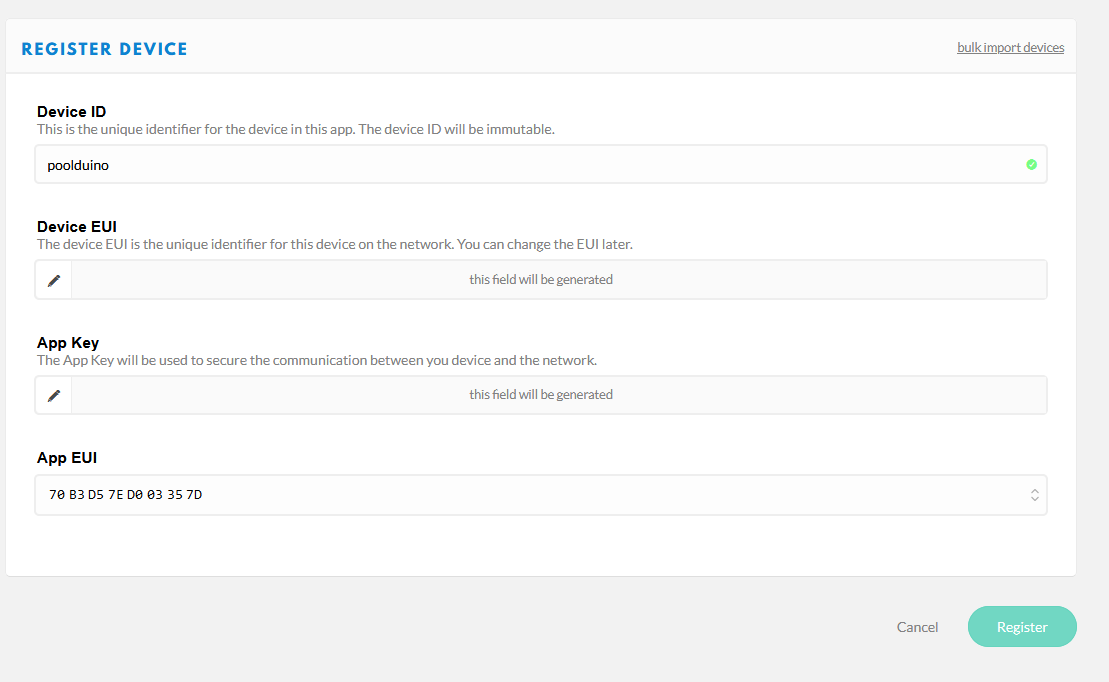 REGISTER DEVICE
bulk import devices
Device ID
This is the unique identifier for the device in this app. The device ID will be immutable.
poolduino
Device EUI
The device EUI is the unique identifier for this device on the network. You can change the EUI later.
this field will be generated
App Key
The App Key will be used to secure the communication between you device and the network.
this field will be generated
App EUI
70 B3 D5 7E D0 03 35 7D
Cancel
Register